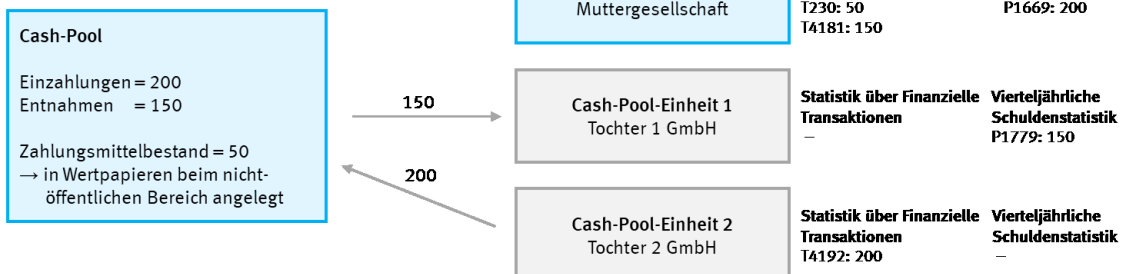 Muttergesellschaft
T230: 50 P1669: 200
T4181: 150
Cash-Pool
Einzahlungen = 200
Entnahmen = 150
Zahlungsmittelbestand = 50
→ in Wertpapieren beim nicht-
öffentlichen Bereich angelegt
150
200
Cash-Pool-Einheit 1
Tochter 1 GmbH
Statistik über Finanzielle
Transaktionen
–
Vierteljährliche
Schuldenstatistik
P1779: 150
Cash-Pool-Einheit 2
Tochter 2 GmbH
Statistik über Finanzielle
Transaktionen
T4192: 200
Vierteljährliche
Schuldenstatistik
–